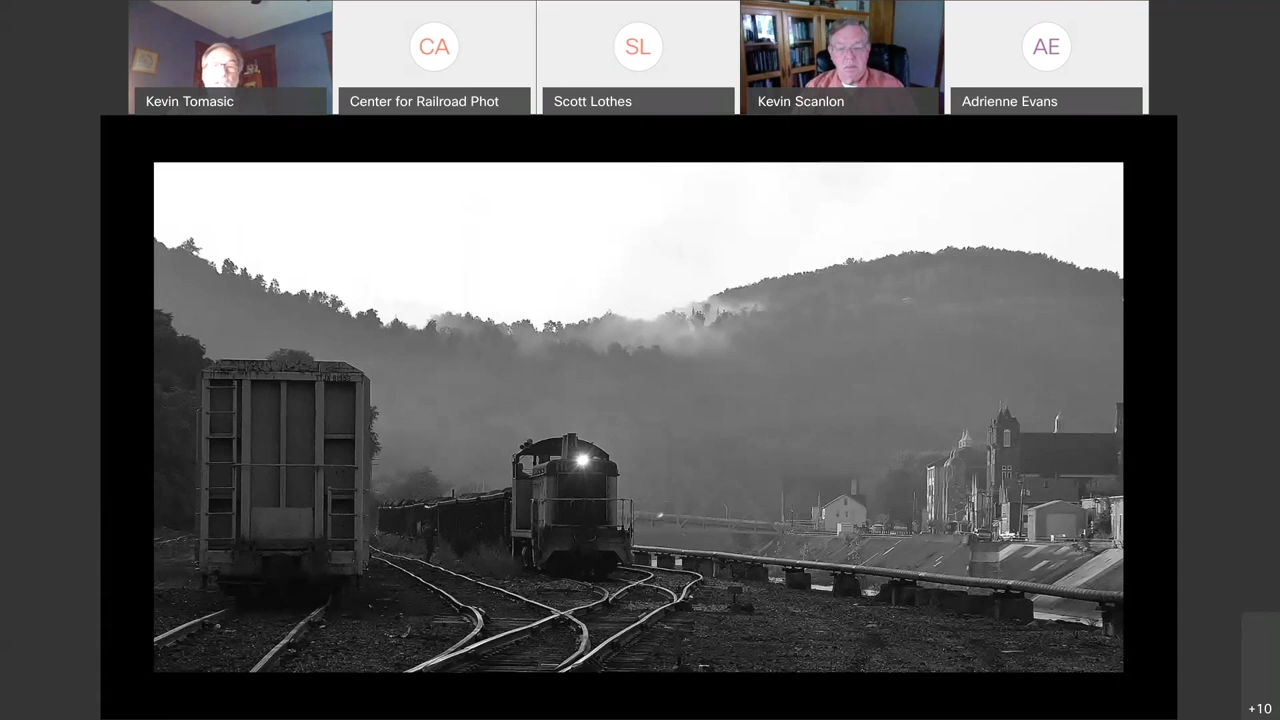 CA
SL
AE
Kevin Tomasic
Center for Railroad Phot
Scott Lothes
Kevin Scanlon
Adrienne Evans
+10